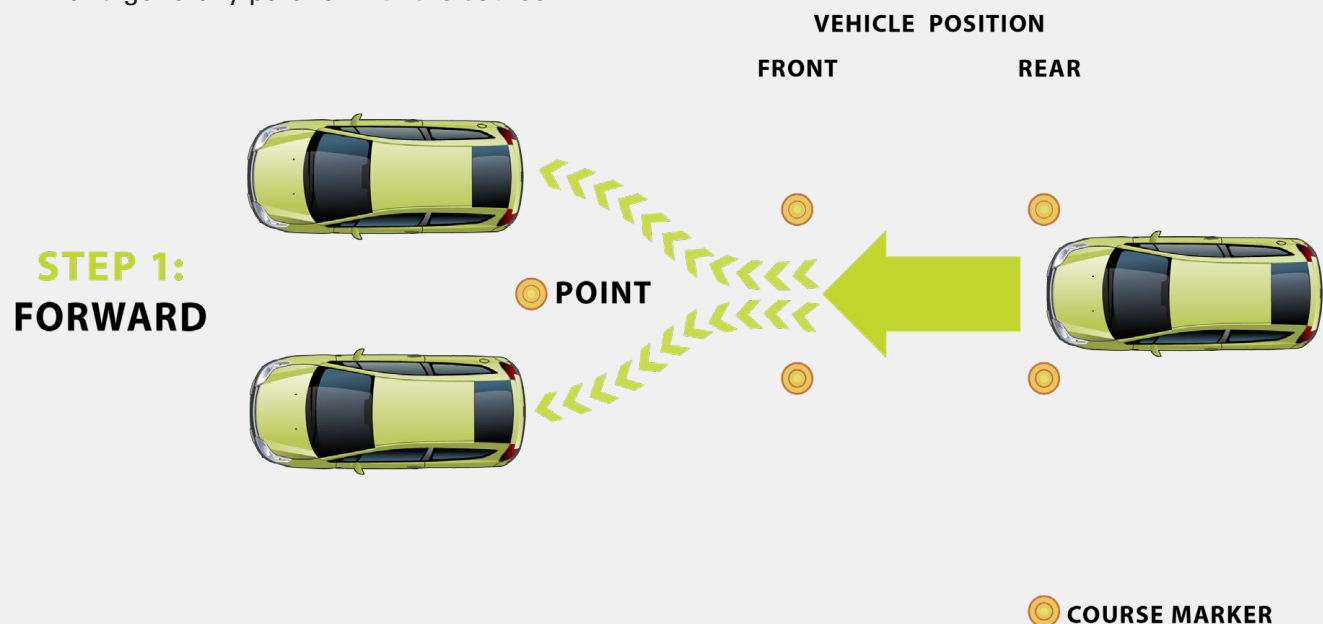 VEHICLE POSITION
FRONT REAR
STEP 1:
FORWARD
POINT
COURSE MARKER